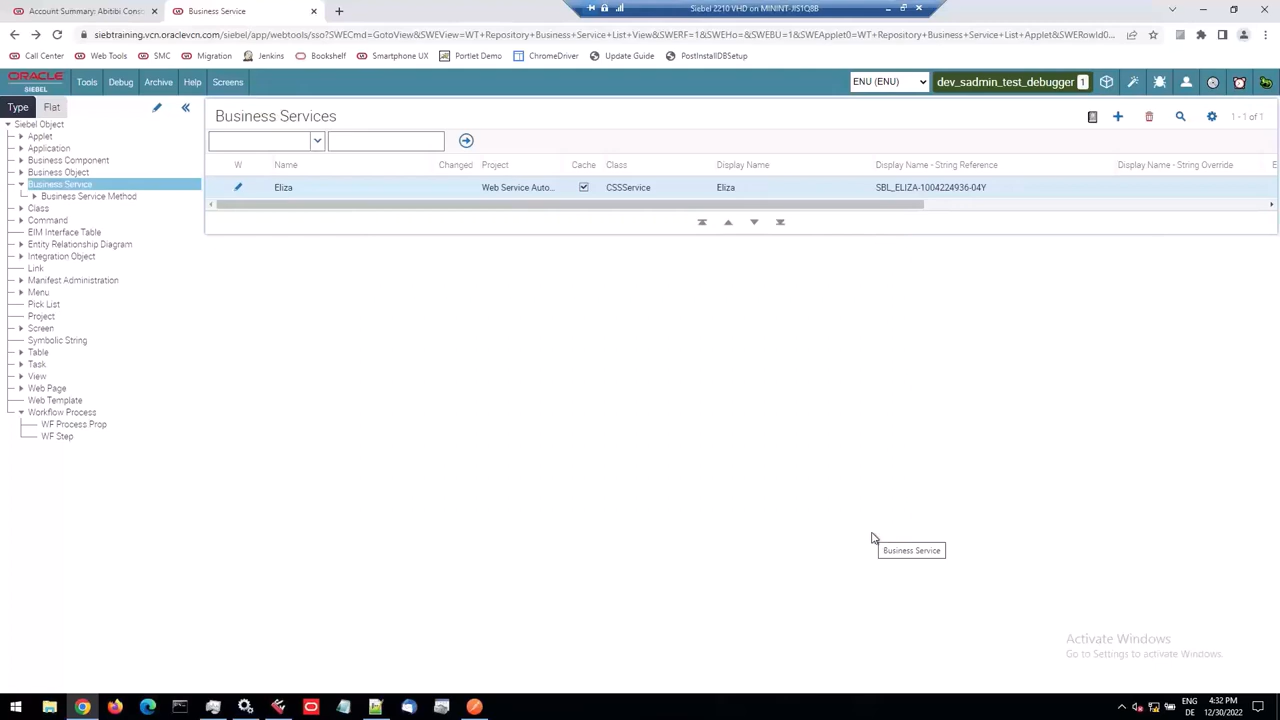 Account Summary: Abitibi Cons
Business Service
Siebel 2210 VHD on MININT-JIS1Q8B
siebtraining.vcn.oraclevcn.com/siebel/app/webtools/sso?SWECmd=GotoView&SWEView=WT+Repository+Business+Service+List+View&SWERF=1&SWEHo=&SWEBU=1&SWEApplet0=WT+Repository+Business+Service+List+Applet&SWERowId0...
Call Center
Web Tools
SMC
Migration
Jenkins
Bookshelf
Smartphone UX
Portlet Demo
ChromeDriver
Update Guide
PostInstallDBSetup
ORACLE
SIEBEL
Tools
Debug
Archive
Help
Screens
ENU (ENU)
dev_sadmin_test_debugger 1
Type
Flat
Siebel Object
Applet
Application
Business Component
Business Object
Business Service
Business Service Method
Class
Command
EIM Interface Table
Entity Relationship Diagram
Integration Object
Link
Manifest Administration
Menu
Pick List
Project
Screen
Symbolic String
Table
Task
View
Web Page
Web Template
Workflow Process
WF Process Prop
WF Step
Business Services
1 - 1 of 1
W Name Changed Project Cache Class Display Name Display Name - String Reference Display Name - String Override E
Eliza Web Service Auto... CSSService Eliza SBL_ELIZA-1004224936-04Y
Business Service
Activate Windows
Go to Settings to activate Windows.
ENG
DE
4:32 PM
12/30/2022